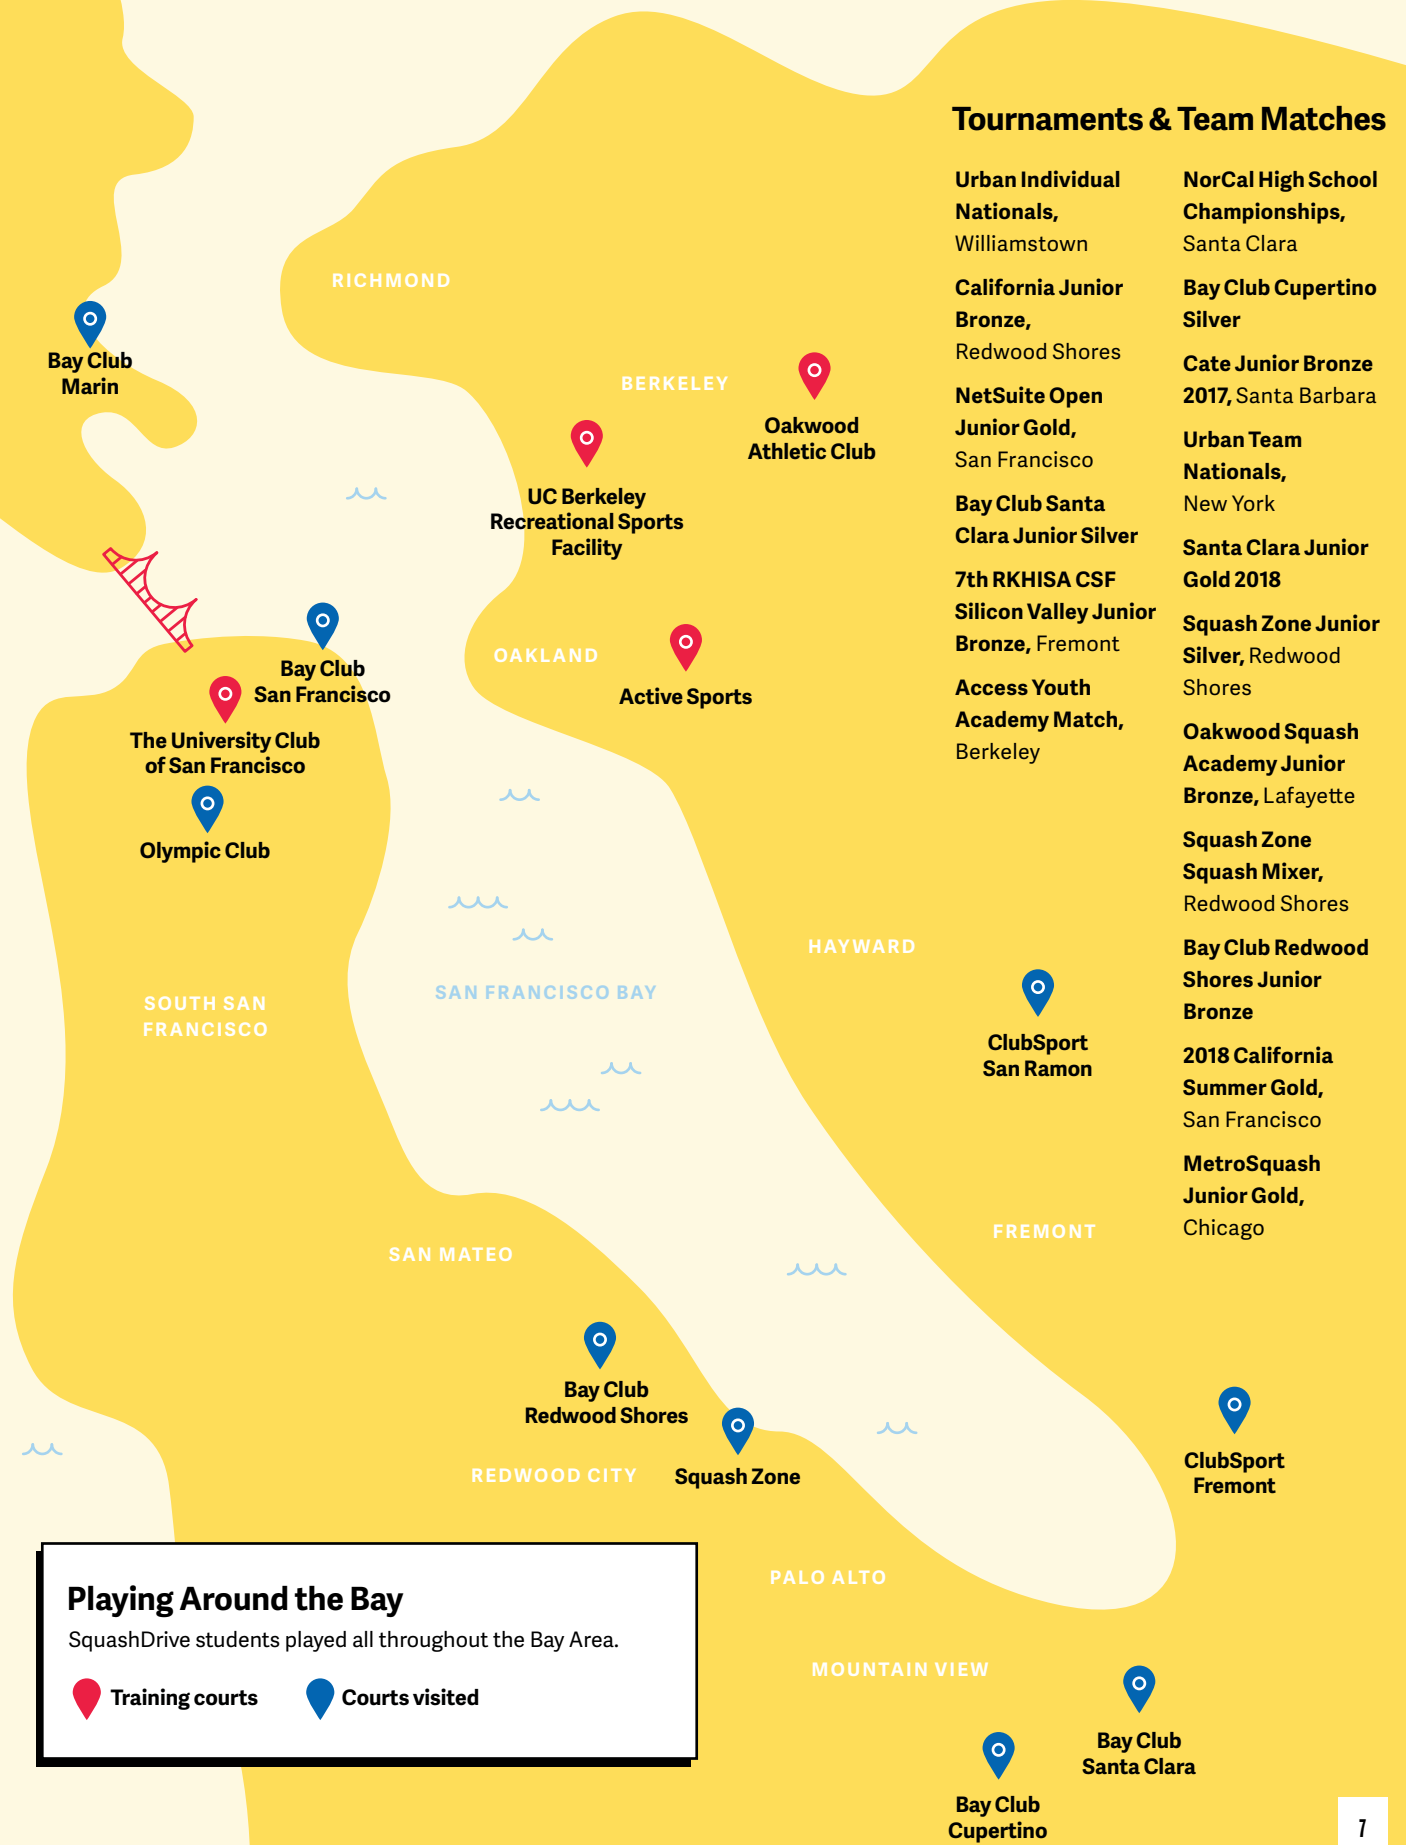 Tournaments & Team Matches
Urban Individual
Nationals,
Williamstown
California Junior
Bronze,
Redwood Shores
NetSuite Open
Junior Gold,
San Francisco
Bay Club Santa
Clara Junior Silver
7th RKHISA CSF
Silicon Valley Junior
Bronze, Fremont
Access Youth
Academy Match,
Berkeley
NorCal High School
Championships,
Santa Clara
Bay Club Cupertino
Silver
Cate Junior Bronze
2017, Santa Barbara
Urban Team
Nationals,
New York
Santa Clara Junior
Gold 2018
Squash Zone Junior
Silver, Redwood
Shores
Oakwood Squash
Academy Junior
Bronze, Lafayette
Squash Zone
Squash Mixer,
Redwood Shores
Bay Club Redwood
Shores Junior
Bronze
2018 California
Summer Gold,
San Francisco
MetroSquash
Junior Gold,
Chicago
RICHMOND
Bay Club
Marin
BERKELEY
Oakwood
Athletic Club
UC Berkeley
Recreational Sports
Facility
OAKLAND
Active Sports
Bay Club
San Francisco
The University Club
of San Francisco
Olympic Club
HAYWARD
SAN FRANCISCO BAY
SOUTH SAN
FRANCISCO
ClubSport
San Ramon
FREMONT
SAN MATEO
Bay Club
Redwood Shores
REDWOOD CITY
Squash Zone
ClubSport
Fremont
PALO ALTO
MOUNTAIN VIEW
Bay Club
Santa Clara
Bay Club
Cupertino
Playing Around the Bay
SquashDrive students played all throughout the Bay Area.
Training courts
Courts visited
7